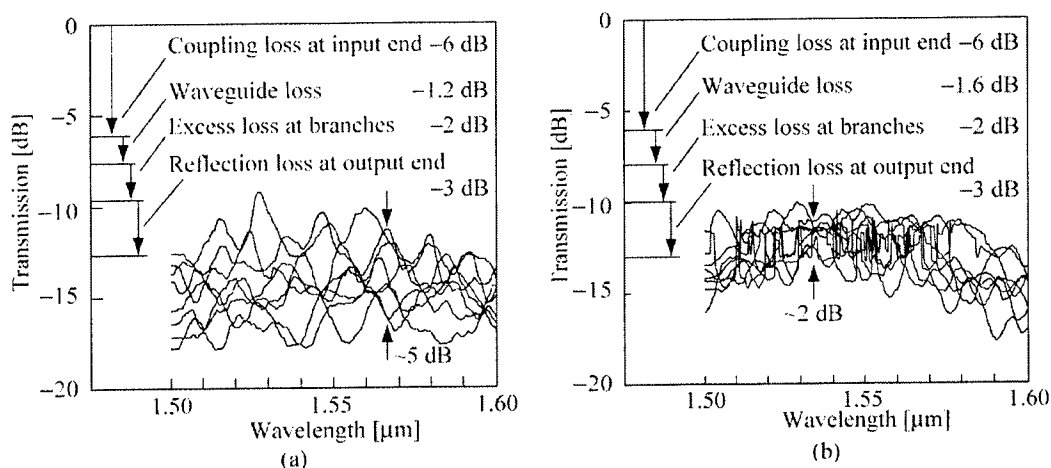 0
Coupling loss at input end −6 dB
Waveguide loss −1.2 dB
−5
Excess loss at branches −2 dB
Reflection loss at output end
−3 dB
−10
Transmission [dB]
−15
~5 dB
−20
1.50 1.55 1.60
Wavelength [μm]
(a)
0
Coupling loss at input end −6 dB
Waveguide loss
−1.6 dB
−5
Excess loss at branches −2 dB
Reflection loss at output end
−3 dB
−10
Transmission [dB]
−15
~2 dB
−20
1.50 1.55 1.60
Wavelength [μm]
(b)